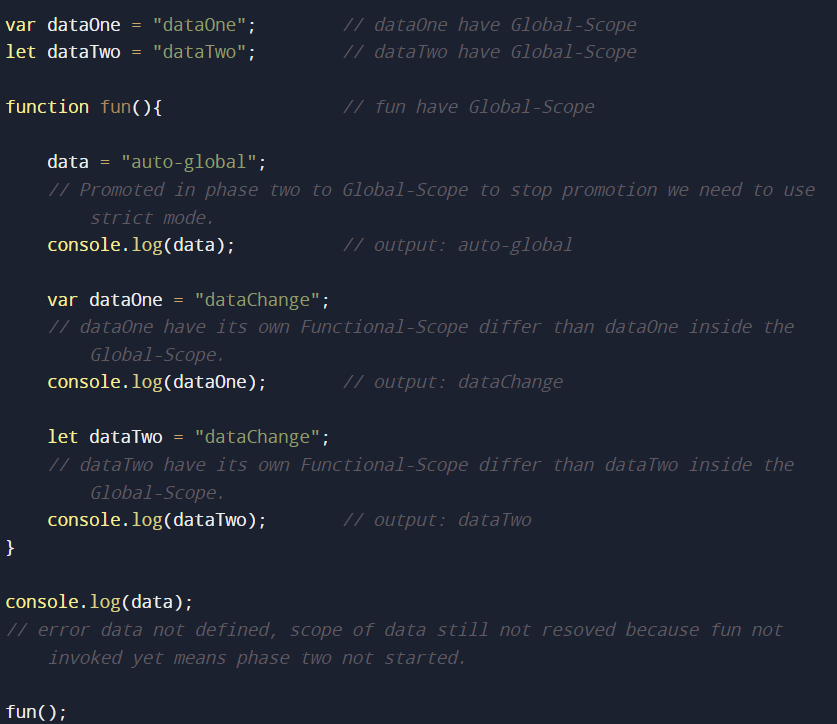 var dataOne = "dataOne";        // dataOne have Global-Scope
let dataTwo = "dataTwo";        // dataTwo have Global-Scope
function fun(){                 // fun have Global-Scope
    data = "auto-global";
    // Promoted in phase two to Global-Scope to stop promotion we need to use
        strict mode.
    console.log(data);          // output: auto-global
    var dataOne = "dataChange";
    // dataOne have its own Functional-Scope differ than dataOne inside the
        Global-Scope.
    console.log(dataOne);       // output: dataChange
    let dataTwo = "dataChange";
    // dataTwo have its own Functional-Scope differ than dataTwo inside the
        Global-Scope.
    console.log(dataTwo);       // output: dataTwo
}
console.log(data);
// error data not defined, scope of data still not resoved because fun not
    invoked yet means phase two not started.
fun();